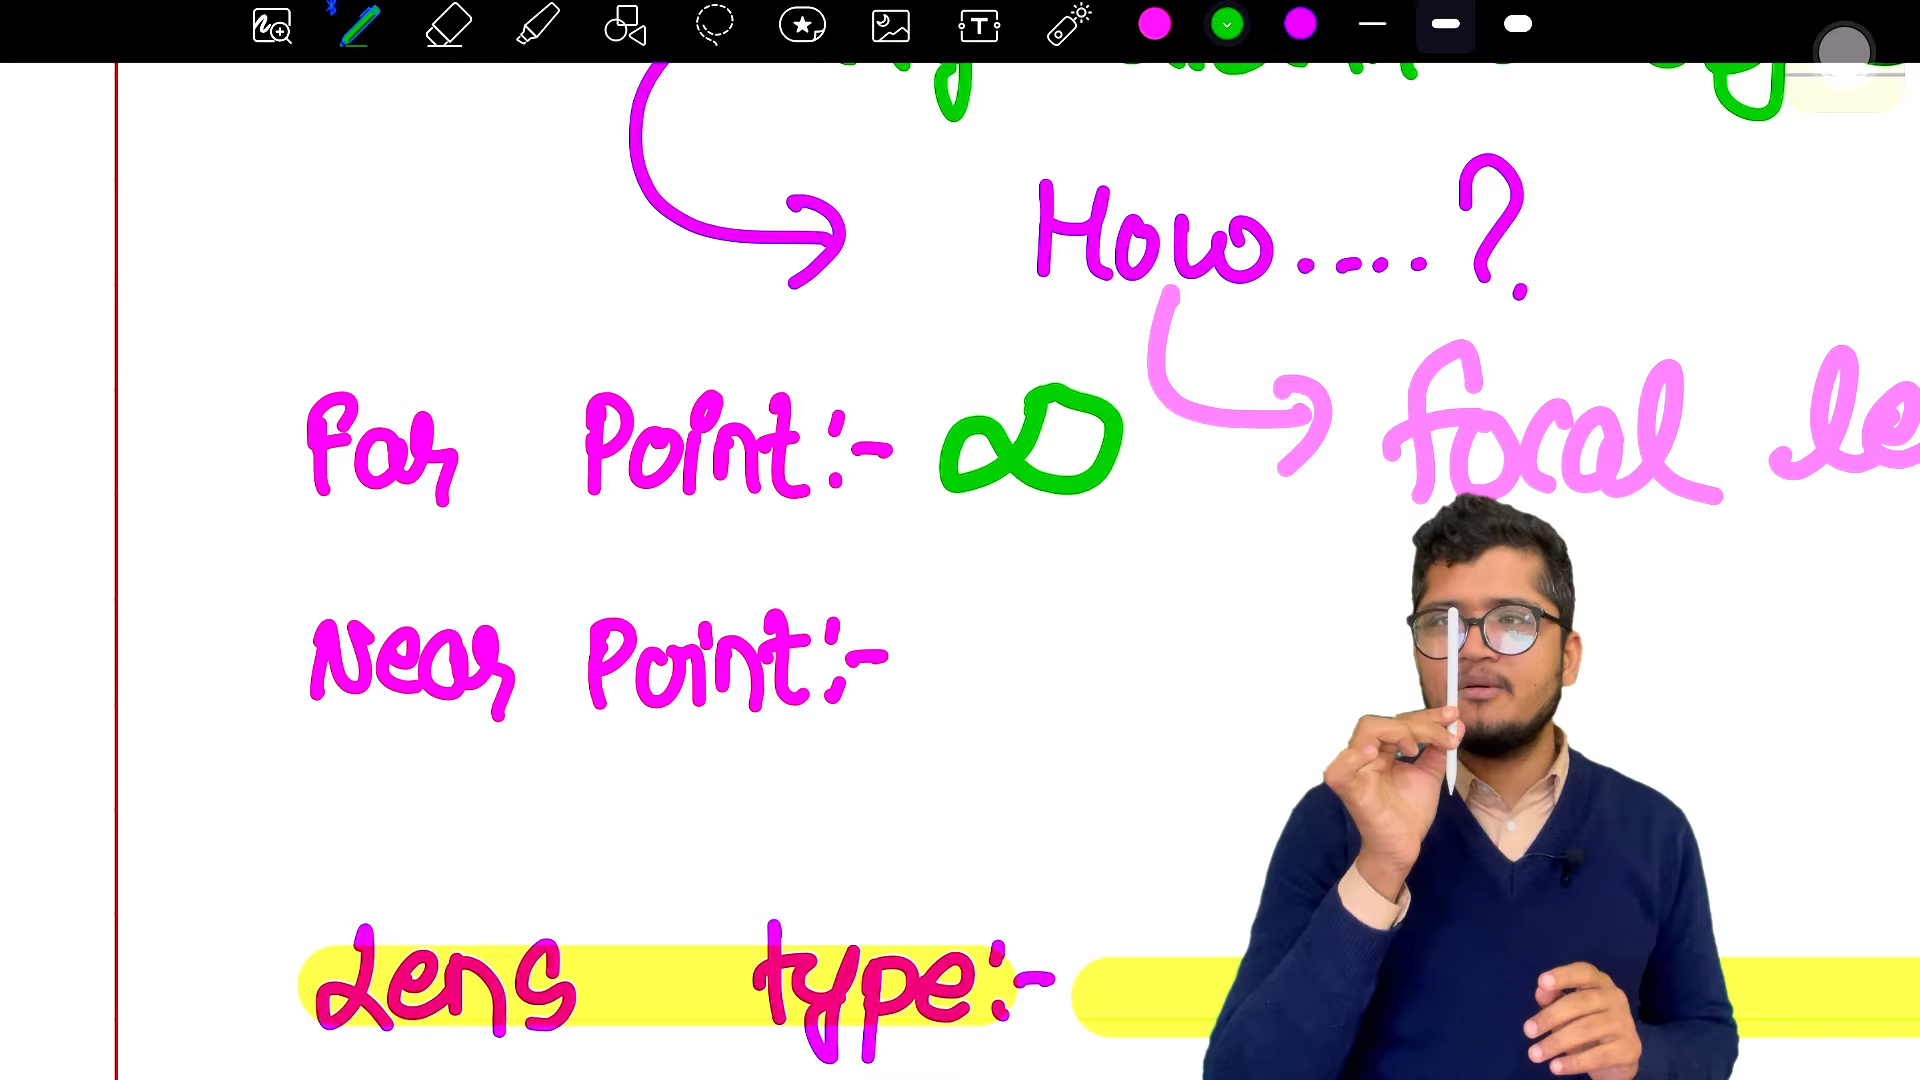 How....?
Far Point:- ∞
focal le
Near Point:-
Lens type:-